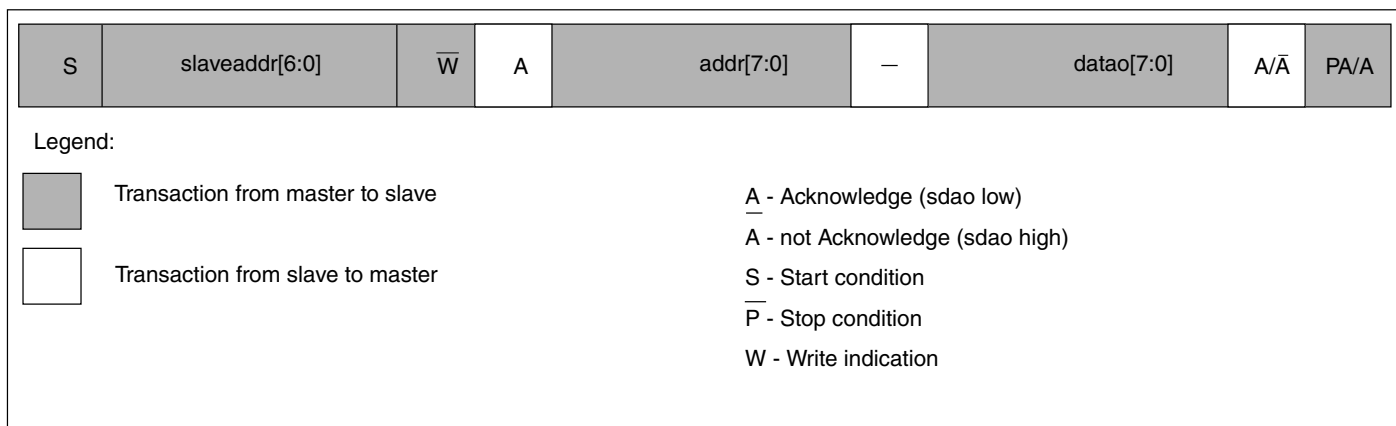 S slaveaddr[6:0] W̅ A addr[7:0] — datao[7:0] A/A̅ PA/A
Legend:
Transaction from master to slave
Transaction from slave to master
A - Acknowledge (sdao low)
A̅ - not Acknowledge (sdao high)
S - Start condition
P̅ - Stop condition
W - Write indication